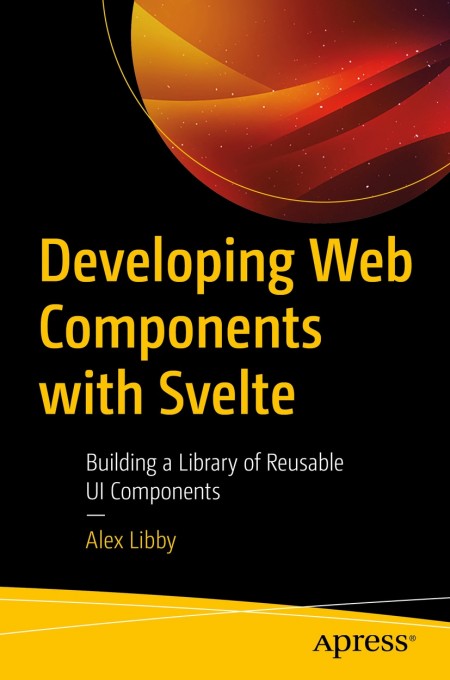 Developing Web
Components
with Svelte
Building a Library of Reusable
UI Components
Alex Libby
Apress®